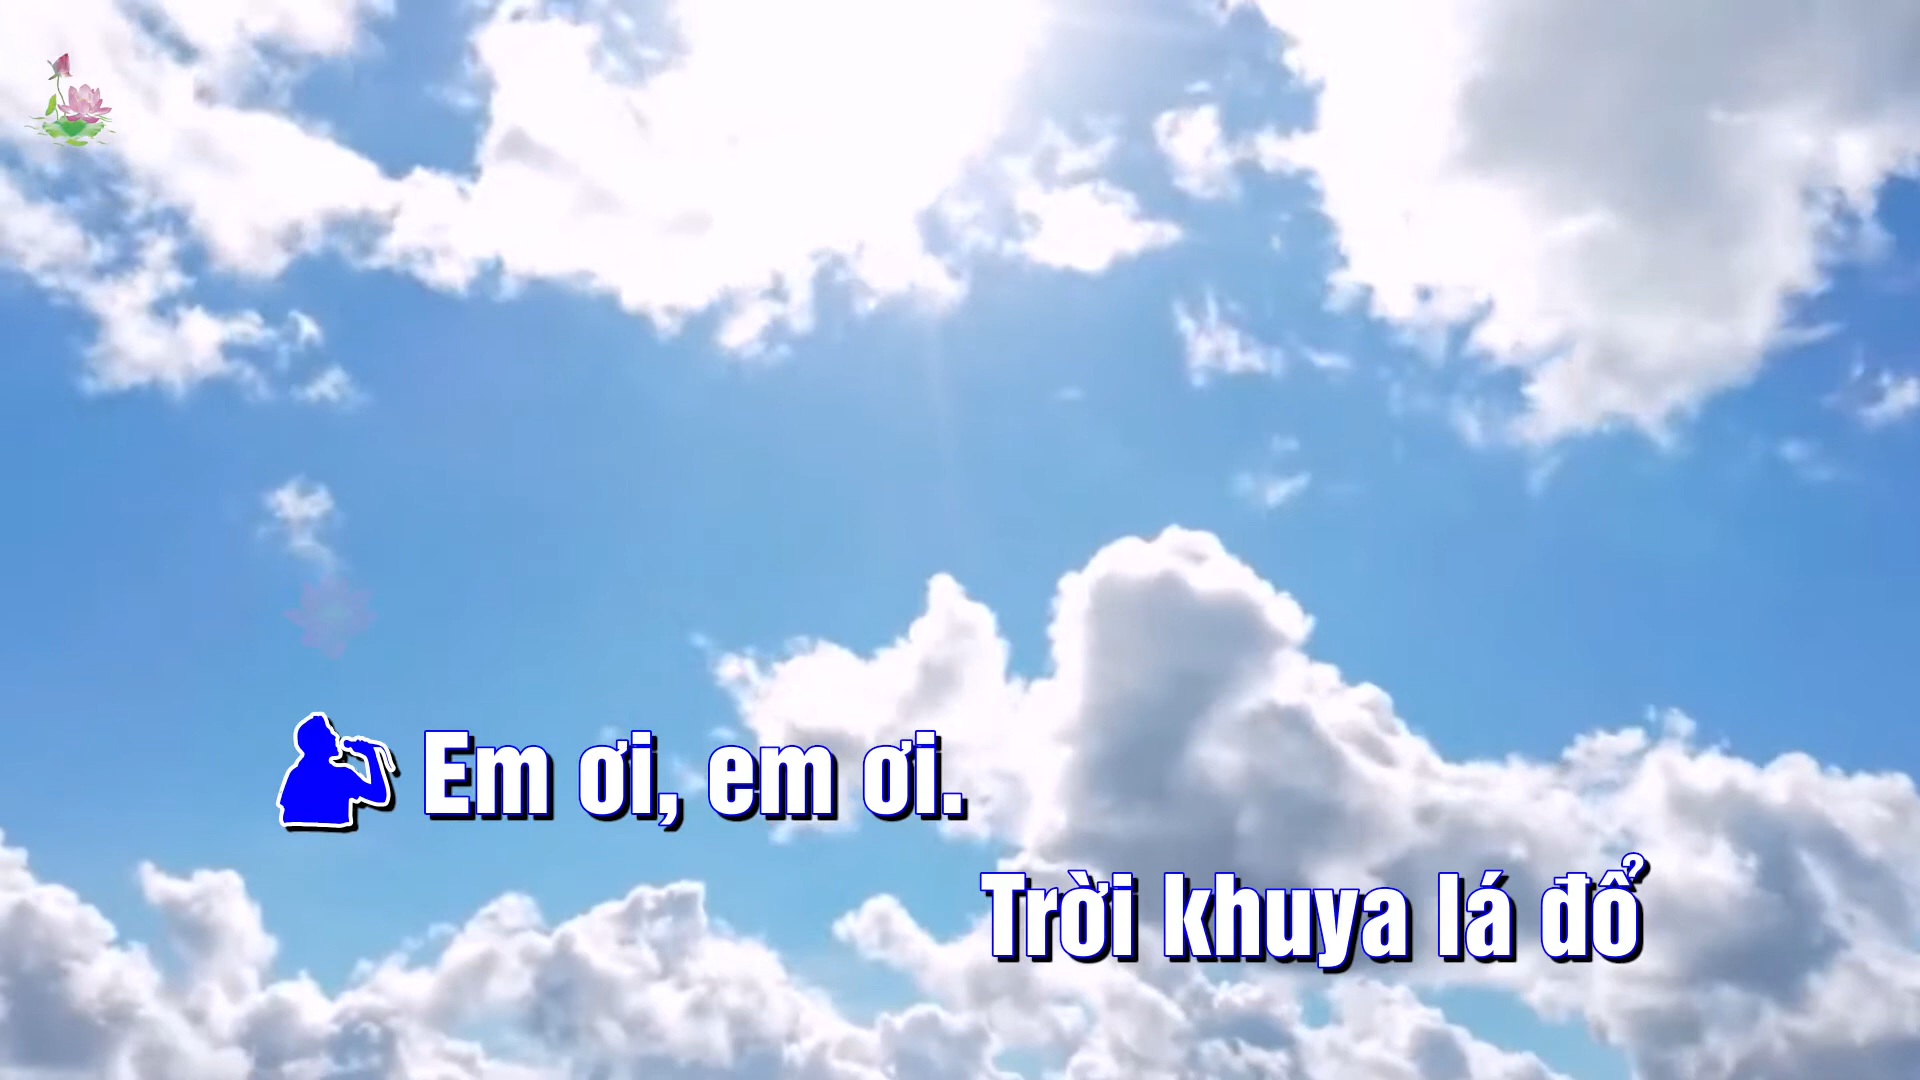 Em ơi, em ơi.
Trời khuya lá đổ